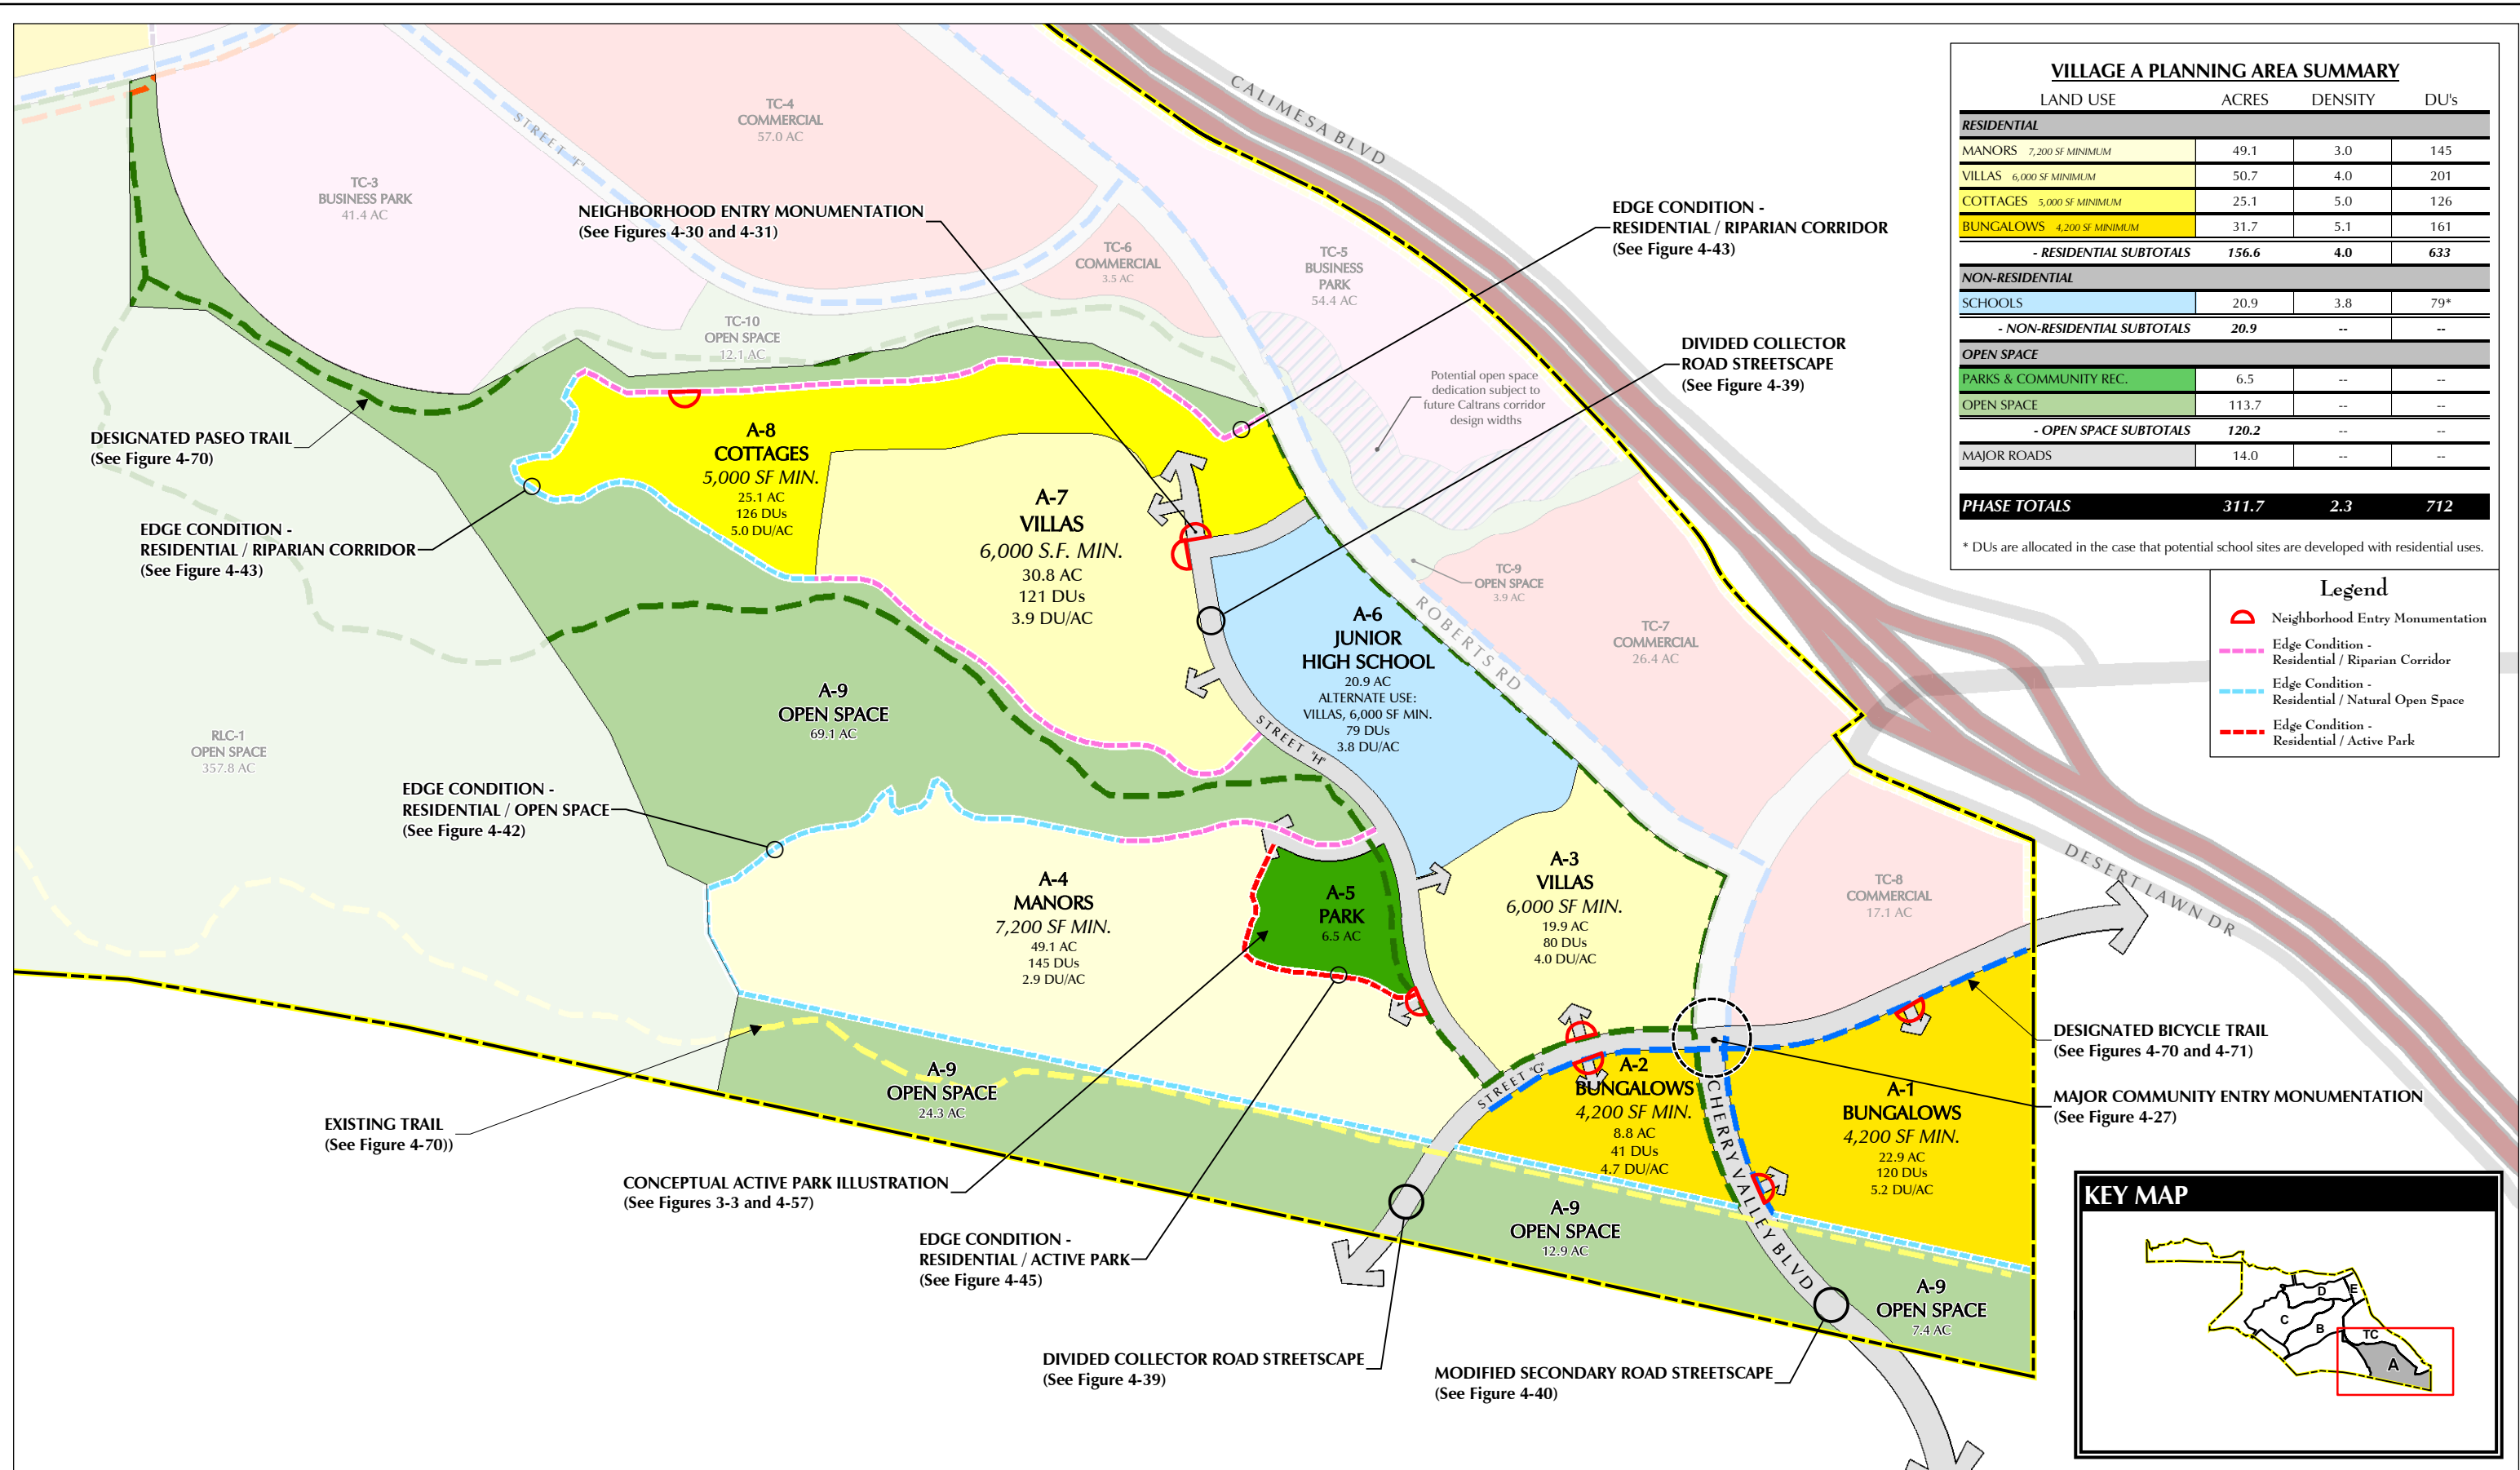 CALIMESA BLVD
STREET "F"
TC-4
COMMERCIAL
57.0 AC
TC-3
BUSINESS PARK
41.4 AC
NEIGHBORHOOD ENTRY MONUMENTATION
(See Figures 4-30 and 4-31)
TC-6
COMMERCIAL
3.5 AC
TC-5
BUSINESS
PARK
54.4 AC
EDGE CONDITION -
RESIDENTIAL / RIPARIAN CORRIDOR
(See Figure 4-43)
TC-10
OPEN SPACE
12.1 AC
DIVIDED COLLECTOR
ROAD STREETSCAPE
(See Figure 4-39)
Potential open space
dedication subject to
future Caltrans corridor
design widths
DESIGNATED PASEO TRAIL
(See Figure 4-70)
A-8
COTTAGES
5,000 SF MIN.
25.1 AC
126 DUs
5.0 DU/AC
A-7
VILLAS
6,000 S.F. MIN.
30.8 AC
121 DUs
3.9 DU/AC
EDGE CONDITION -
RESIDENTIAL / RIPARIAN CORRIDOR
(See Figure 4-43)
TC-9
OPEN SPACE
3.9 AC
ROBERTS RD
A-6
JUNIOR
HIGH SCHOOL
20.9 AC
ALTERNATE USE:
VILLAS, 6,000 SF MIN.
79 DUs
3.8 DU/AC
TC-7
COMMERCIAL
26.4 AC
A-9
OPEN SPACE
69.1 AC
STREET "H"
RLC-1
OPEN SPACE
357.8 AC
EDGE CONDITION -
RESIDENTIAL / OPEN SPACE
(See Figure 4-42)
A-4
MANORS
7,200 SF MIN.
49.1 AC
145 DUs
2.9 DU/AC
A-5
PARK
6.5 AC
A-3
VILLAS
6,000 SF MIN.
19.9 AC
80 DUs
4.0 DU/AC
TC-8
COMMERCIAL
17.1 AC
DESERT LAWN DR
A-9
OPEN SPACE
24.3 AC
STREET "G"
A-2
BUNGALOWS
4,200 SF MIN.
8.8 AC
41 DUs
4.7 DU/AC
CHERRY VALLEY BLVD
A-1
BUNGALOWS
4,200 SF MIN.
22.9 AC
120 DUs
5.2 DU/AC
DESIGNATED BICYCLE TRAIL
(See Figures 4-70 and 4-71)
MAJOR COMMUNITY ENTRY MONUMENTATION
(See Figure 4-27)
EXISTING TRAIL
(See Figure 4-70))
CONCEPTUAL ACTIVE PARK ILLUSTRATION
(See Figures 3-3 and 4-57)
EDGE CONDITION -
RESIDENTIAL / ACTIVE PARK
(See Figure 4-45)
A-9
OPEN SPACE
12.9 AC
A-9
OPEN SPACE
7.4 AC
DIVIDED COLLECTOR ROAD STREETSCAPE
(See Figure 4-39)
MODIFIED SECONDARY ROAD STREETSCAPE
(See Figure 4-40)
VILLAGE A PLANNING AREA SUMMARY
LAND USE ACRES DENSITY DU's
RESIDENTIAL
MANORS 7,200 SF MINIMUM 49.1 3.0 145
VILLAS 6,000 SF MINIMUM 50.7 4.0 201
COTTAGES 5,000 SF MINIMUM 25.1 5.0 126
BUNGALOWS 4,200 SF MINIMUM 31.7 5.1 161
- RESIDENTIAL SUBTOTALS 156.6 4.0 633
NON-RESIDENTIAL
SCHOOLS 20.9 3.8 79*
- NON-RESIDENTIAL SUBTOTALS 20.9 -- --
OPEN SPACE
PARKS & COMMUNITY REC. 6.5 -- --
OPEN SPACE 113.7 -- --
- OPEN SPACE SUBTOTALS 120.2 -- --
MAJOR ROADS 14.0 -- --
PHASE TOTALS 311.7 2.3 712
* DUs are allocated in the case that potential school sites are developed with residential uses.
Legend
Neighborhood Entry Monumentation
Edge Condition -
Residential / Riparian Corridor
Edge Condition -
Residential / Natural Open Space
Edge Condition -
Residential / Active Park
KEY MAP
D
E
C
B
TC
A